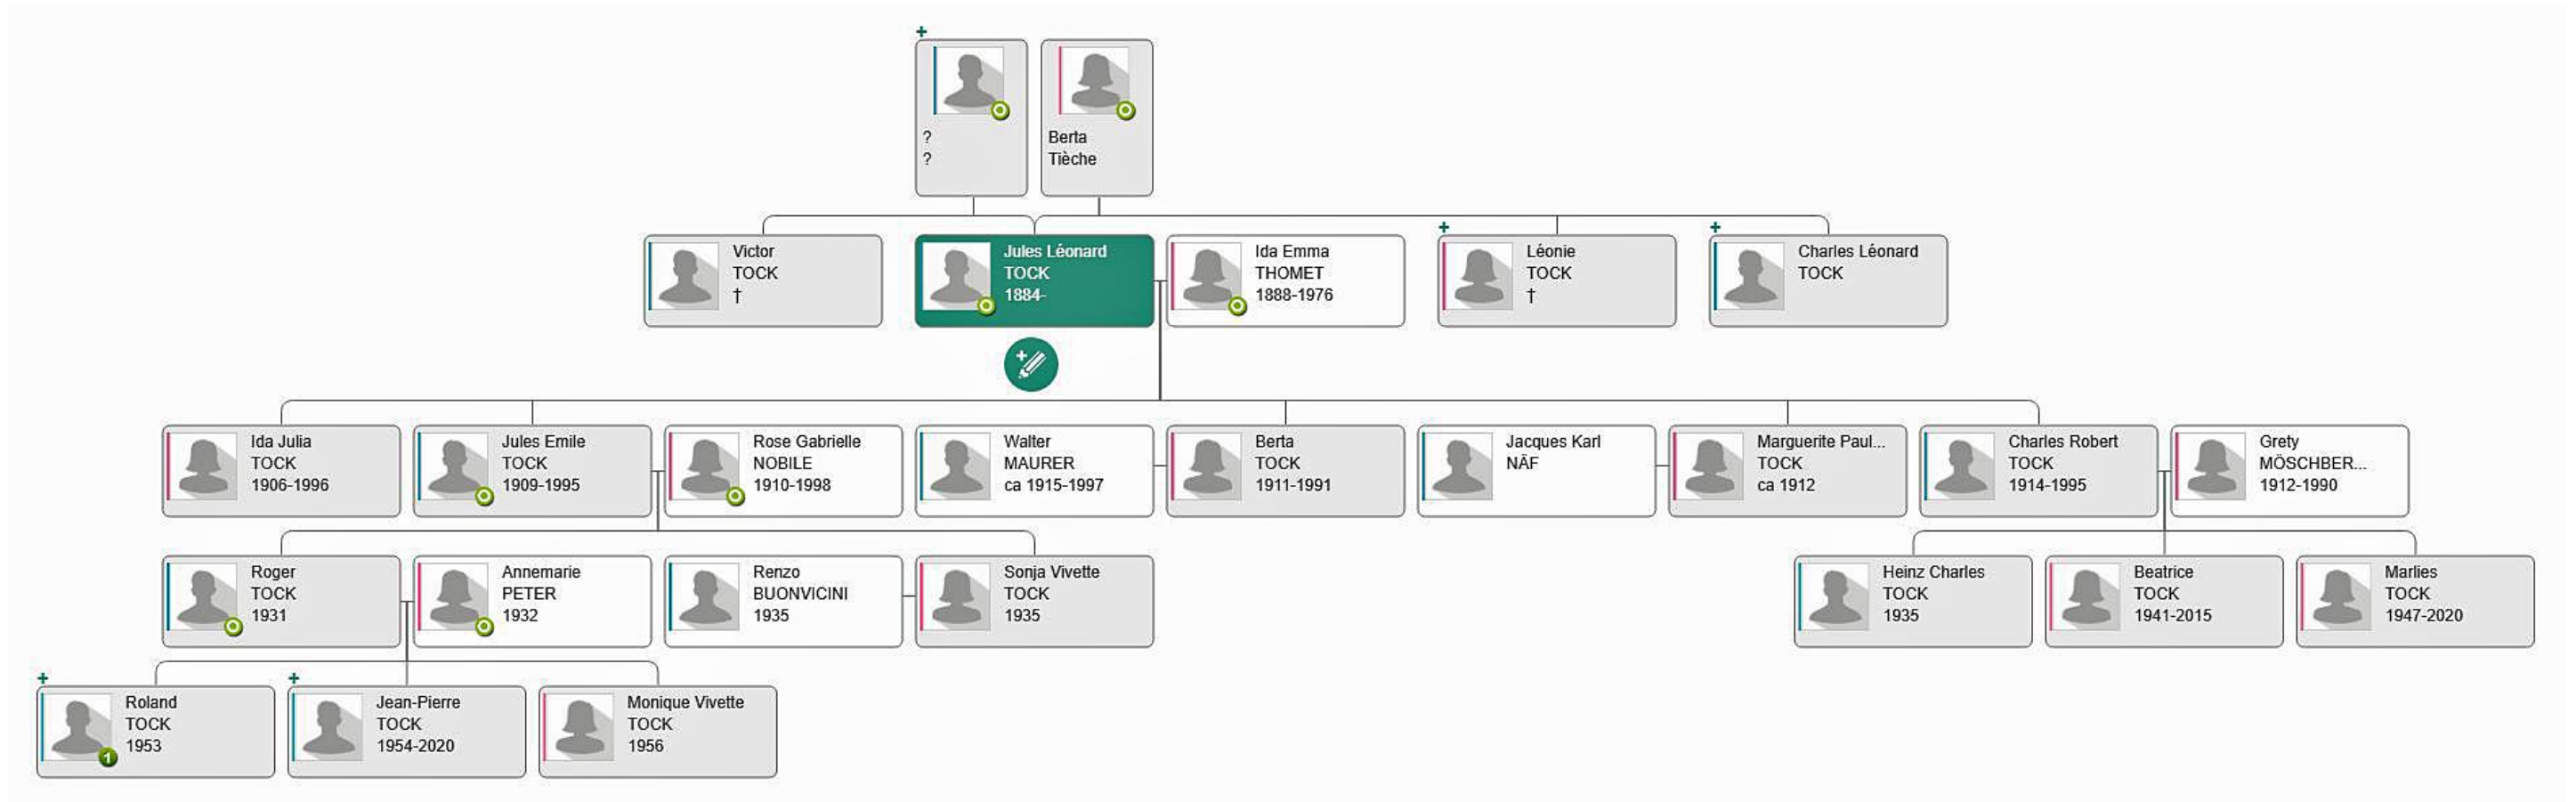 ?
?
Berta
Tièche
Victor
TOCK
†
Jules Léonard
TOCK
1884-
Ida Emma
THOMET
1888-1976
Léonie
TOCK
†
Charles Léonard
TOCK
Ida Julia
TOCK
1906-1996
Jules Emile
TOCK
1909-1995
Rose Gabrielle
NOBILE
1910-1998
Walter
MAURER
ca 1915-1997
Berta
TOCK
1911-1991
Jacques Karl
NÄF
Marguerite Paul...
TOCK
ca 1912
Charles Robert
TOCK
1914-1995
Grety
MÖSCHBER...
1912-1990
Roger
TOCK
1931
Annemarie
PETER
1932
Renzo
BUONVICINI
1935
Sonja Vivette
TOCK
1935
Heinz Charles
TOCK
1935
Beatrice
TOCK
1941-2015
Marlies
TOCK
1947-2020
Roland
TOCK
1953
1
Jean-Pierre
TOCK
1954-2020
Monique Vivette
TOCK
1956